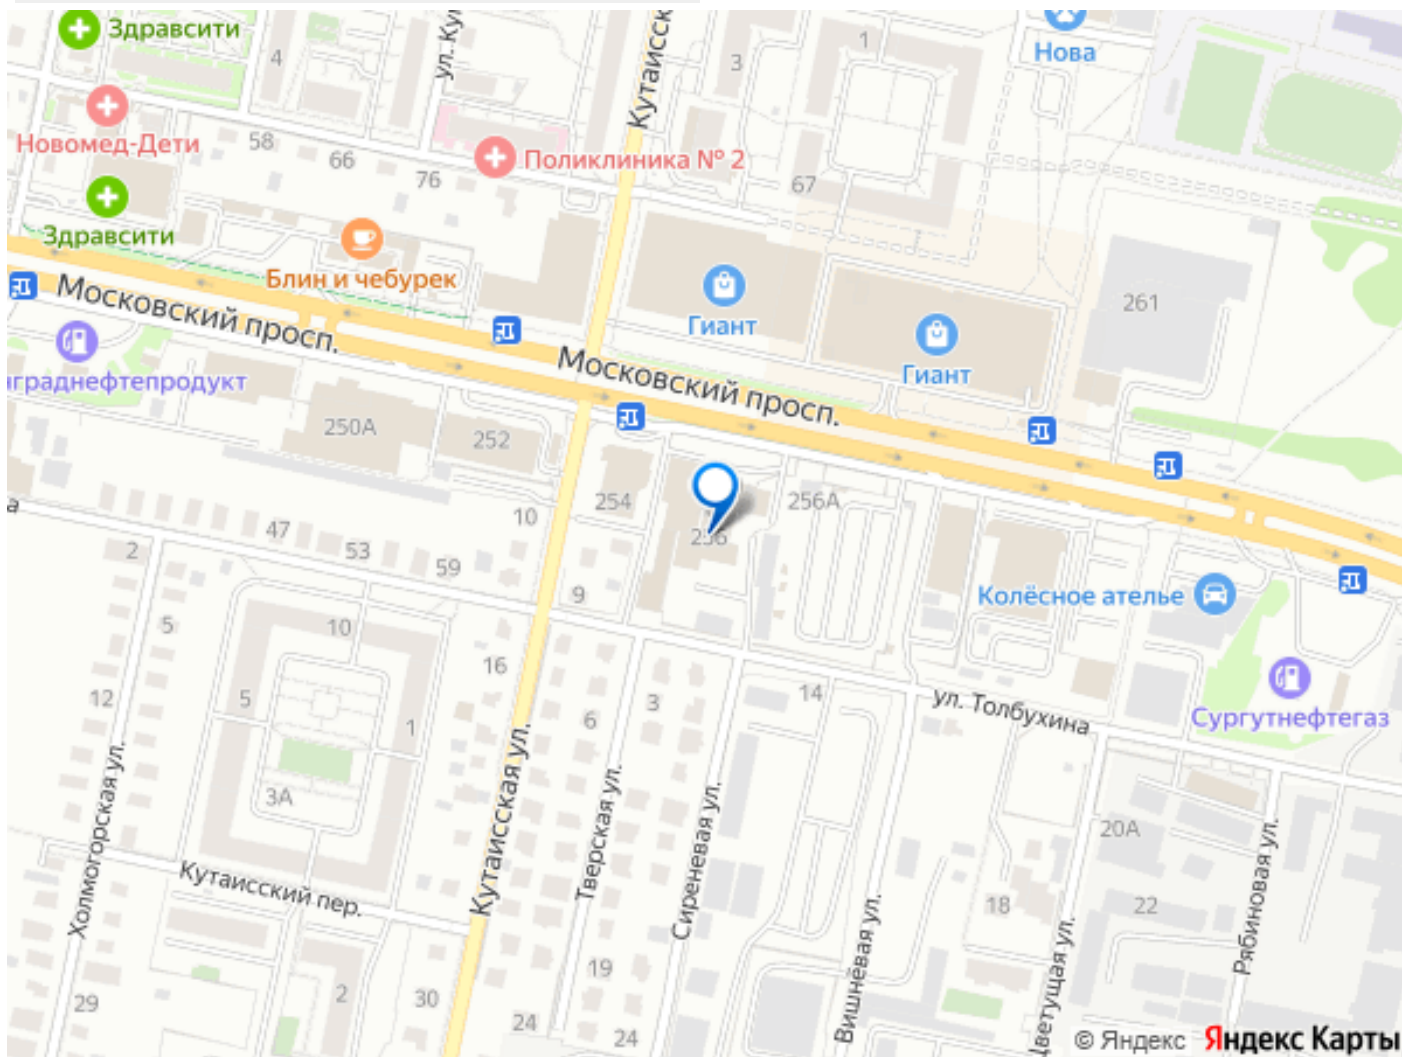 Здравсити
4
ул.Ку
Кутаисск
3
1
Нова
Новомед-Дети
58
66
76
Поликлиника № 2
67
Здравсити
Блин и чебурек
Гиант
Гиант
261
Московский просп.
Московский просп.
граднефтепродукт
250А
252
254
256
256А
10
47
53
59
2
9
5
10
Колёсное ателье
16
12
5
1
6
3
14
ул. Толбухина
Сургутнефтегаз
3А
Холмогорская ул.
Кутаисская ул.
Тверская ул.
Сиреневая ул.
20А
Кутаисский пер.
18
22
Вишнёвая ул.
Цветущая ул.
Рябиновая ул.
19
29
2
30
24
24
© Яндекс Яндекс Карты